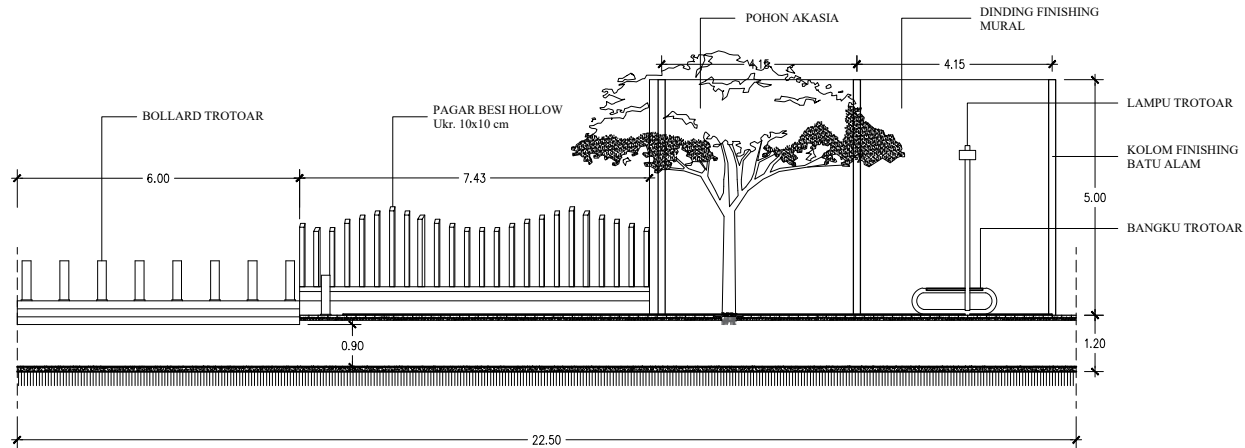 POHON AKASIA
DINDING FINISHING
MURAL
4.15
4.15
BOLLARD TROTOAR
PAGAR BESI HOLLOW
Ukr. 10x10 cm
LAMPU TROTOAR
KOLOM FINISHING
BATU ALAM
6.00
7.43
5.00
BANGKU TROTOAR
0.90
1.20
22.50